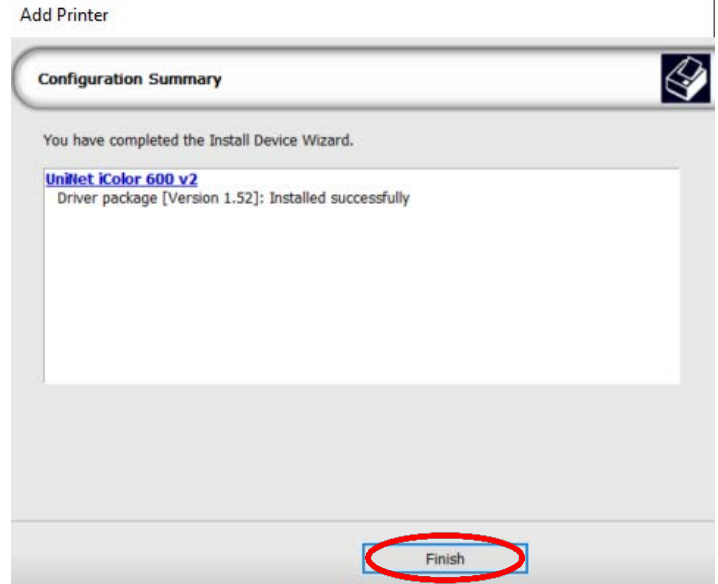 Add Printer
Configuration Summary
You have completed the Install Device Wizard.
UniNet iColor 600 v2
Driver package [Version 1.52]: Installed successfully
Finish